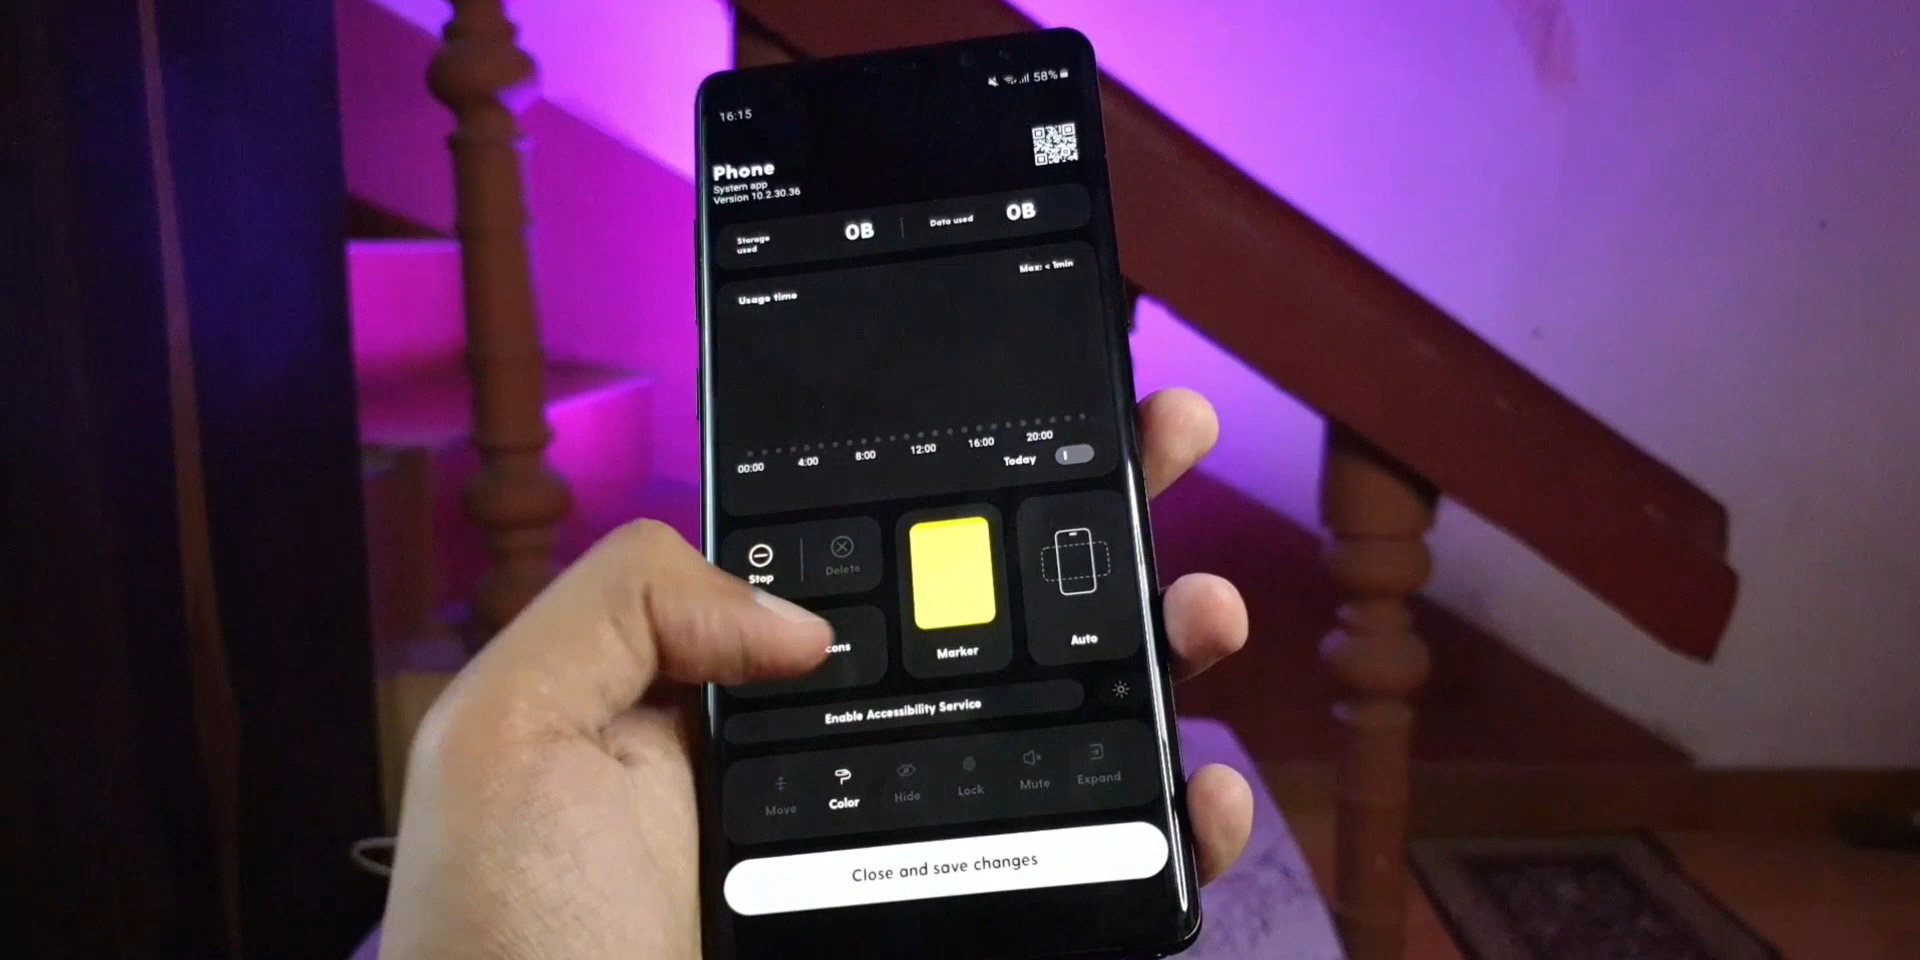 58%
16:15
Phone
System app
Version 10.2.30.36
Storage
used
0B
Data used
0B
Max: < 1min
Usage time
00:00
4:00
8:00
12:00
16:00
20:00
Today
Stop
Delete
cons
Marker
Auto
Enable Accessibility Service
Move
Color
Hide
Lock
Mute
Expand
Close and save changes